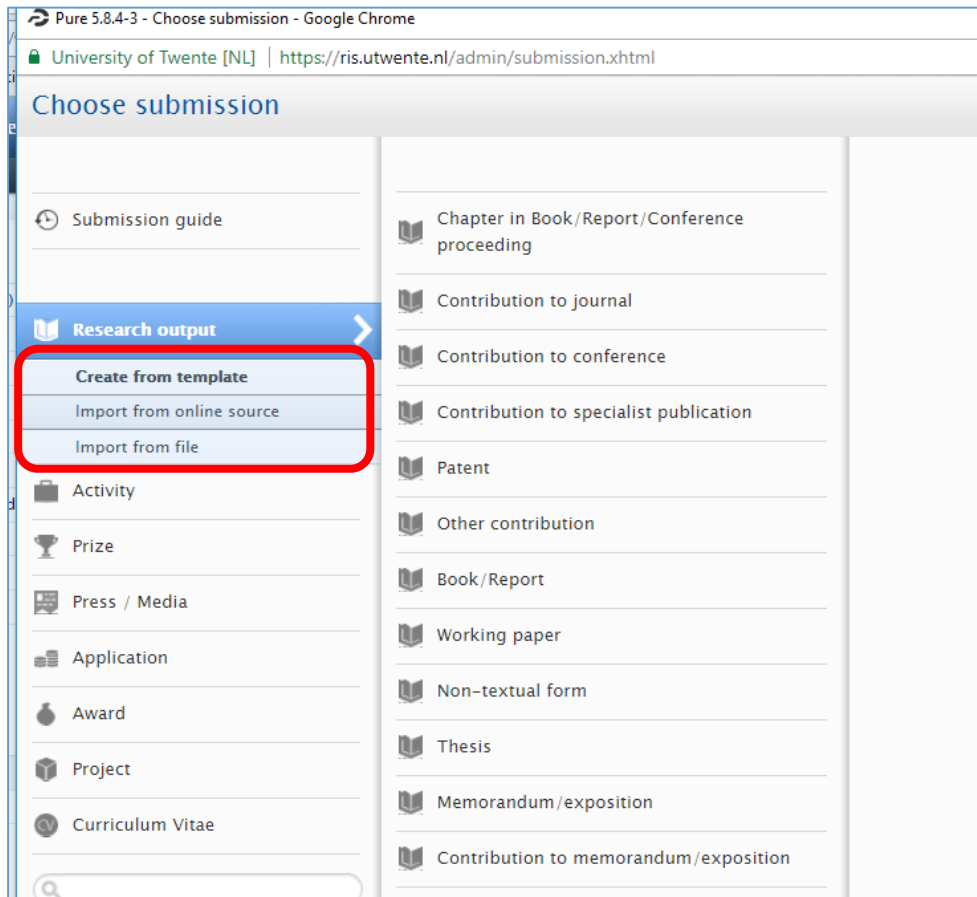 Pure 5.8.4-3 - Choose submission - Google Chrome
University of Twente [NL] | https://ris.utwente.nl/admin/submission.xhtml
Choose submission
Submission guide
Research output
Create from template
Import from online source
Import from file
Activity
Prize
Press / Media
Application
Award
Project
Curriculum Vitae
Chapter in Book/Report/Conference
proceeding
Contribution to journal
Contribution to conference
Contribution to specialist publication
Patent
Other contribution
Book/Report
Working paper
Non-textual form
Thesis
Memorandum/exposition
Contribution to memorandum/exposition